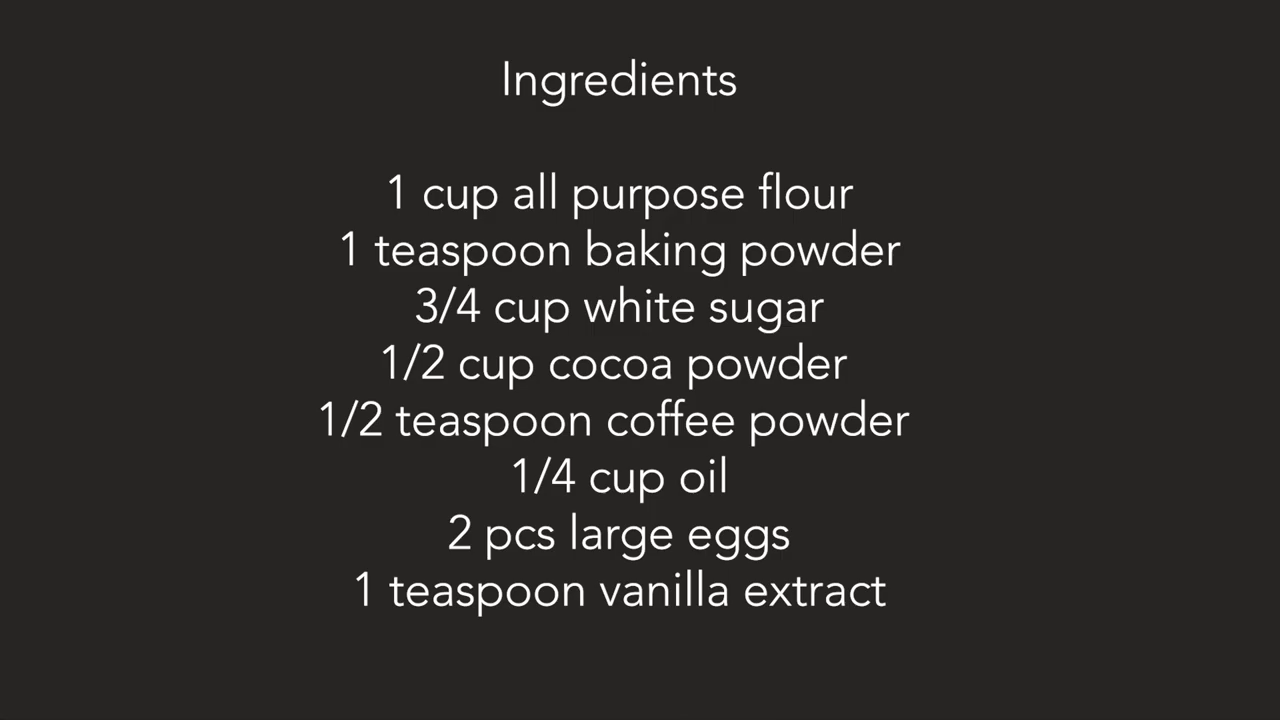 Ingredients
1 cup all purpose flour
1 teaspoon baking powder
3/4 cup white sugar
1/2 cup cocoa powder
1/2 teaspoon coffee powder
1/4 cup oil
2 pcs large eggs
1 teaspoon vanilla extract